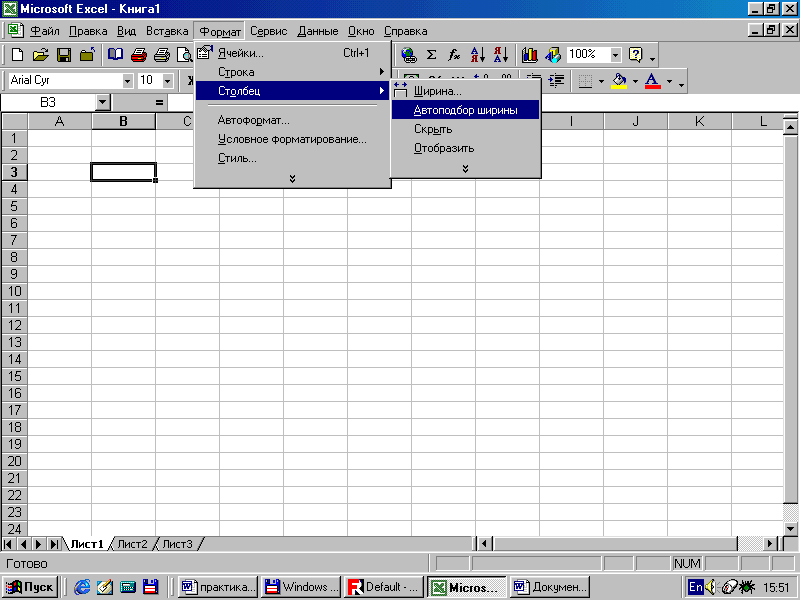 Microsoft Excel - Книга1
Файл Правка Вид Вставка Формат Сервис Данные Окно Справка
100%
Arial Cyr 10 Ж
B3 =
A B C I J K L
Ячейки... Ctrl+1
Строка
Столбец
Автоформат...
Условное форматирование...
Стиль...
Ширина...
Автоподбор ширины
Скрыть
Отобразить
1
2
3
4
5
6
7
8
9
10
11
12
13
14
15
16
17
18
19
20
21
22
23
24
Лист1 Лист2 Лист3
Готово NUM
Пуск практика... Windows ... Default - ... Micros... Докумен... En 15:51